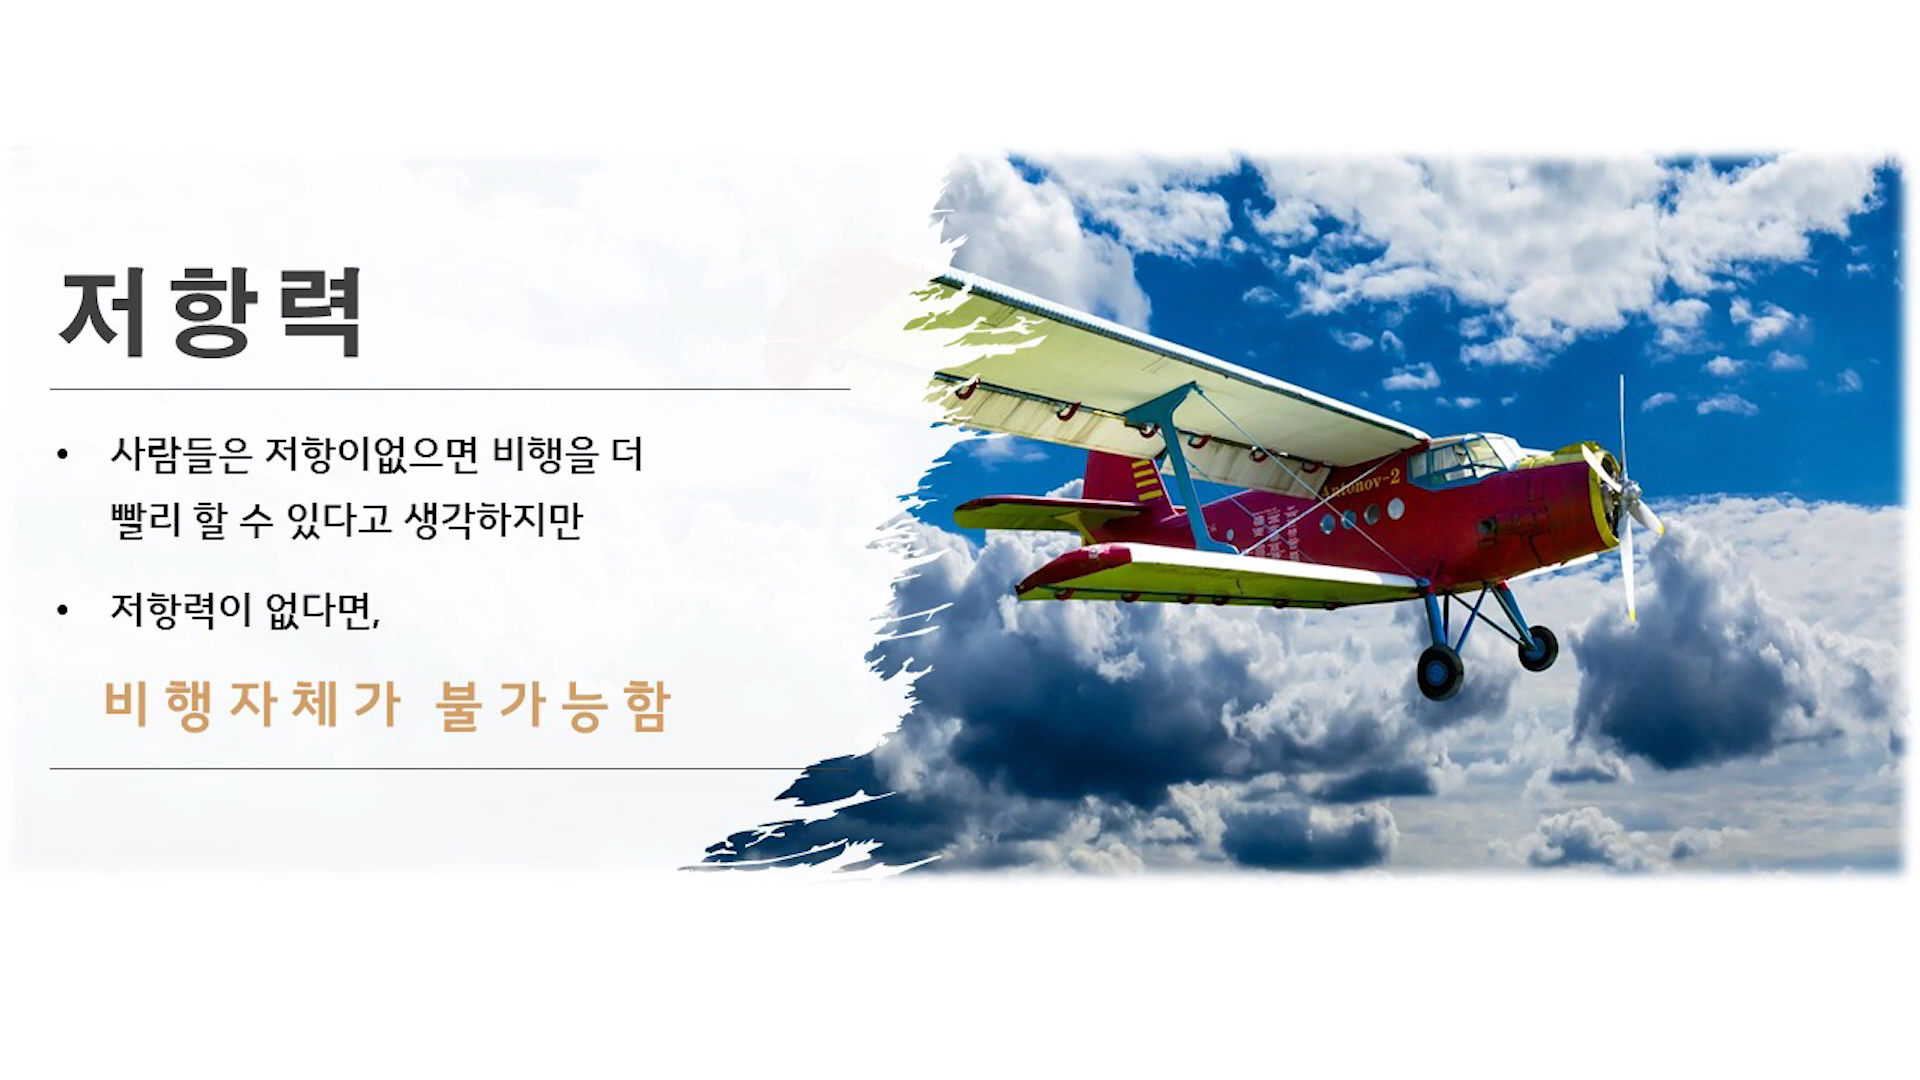 저항력
• 사람들은 저항이없으면 비행을 더
빨리 할 수 있다고 생각하지만
• 저항력이 없다면,
비행자체가 불가능함
Antonov-2